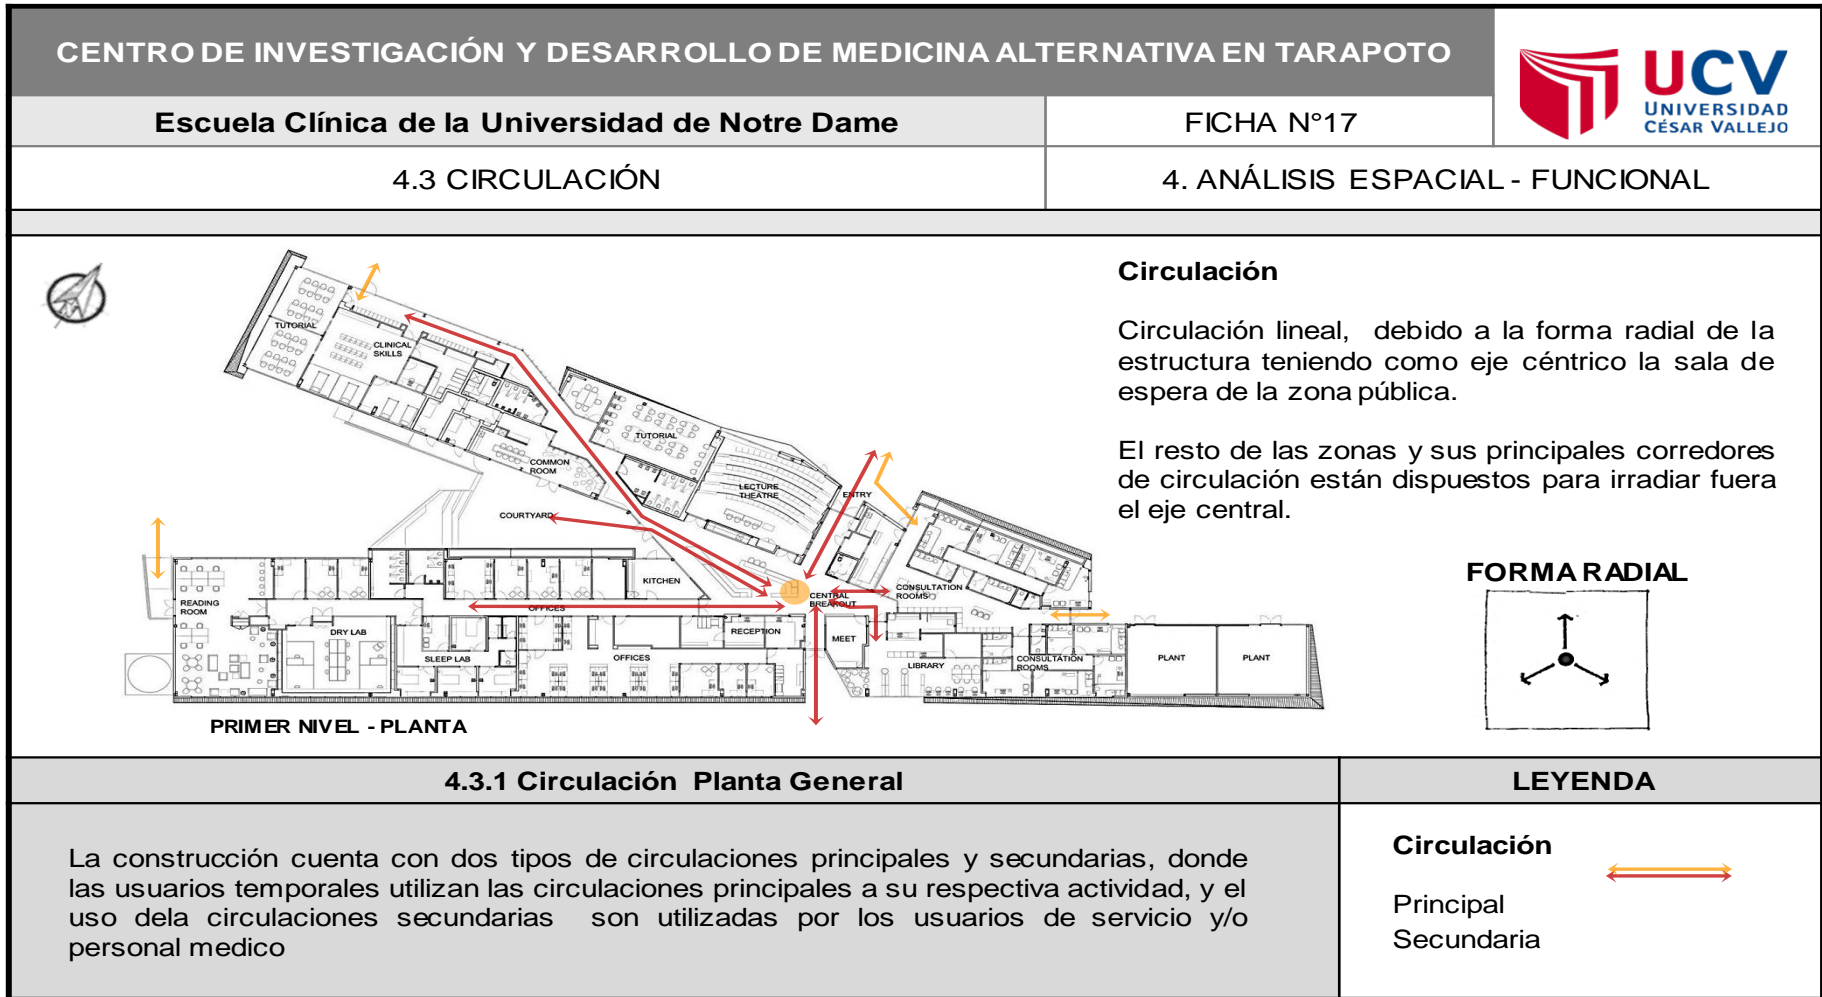 CENTRO DE INVESTIGACIÓN Y DESARROLLO DE MEDICINA ALTERNATIVA EN TARAPOTO
UCV
UNIVERSIDAD
CÉSAR VALLEJO
Escuela Clínica de la Universidad de Notre Dame
FICHA N°17
4.3 CIRCULACIÓN
4. ANÁLISIS ESPACIAL - FUNCIONAL
TUTORIAL
CLINICAL
SKILLS
COMMON
ROOM
TUTORIAL
LECTURE
THEATRE
ENTRY
COURTYARD
KITCHEN
READING
ROOM
OFFICES
DRY LAB
SLEEP LAB
OFFICES
RECEPTION
CENTRAL
BREAKOUT
CONSULTATION
ROOMS
MEET
LIBRARY
CONSULTATION
ROOMS
PLANT
PLANT
PRIMER NIVEL - PLANTA
Circulación
Circulación lineal, debido a la forma radial de la
estructura teniendo como eje céntrico la sala de
espera de la zona pública.
El resto de las zonas y sus principales corredores
de circulación están dispuestos para irradiar fuera
el eje central.
FORMA RADIAL
4.3.1 Circulación Planta General
LEYENDA
La construcción cuenta con dos tipos de circulaciones principales y secundarias, donde
las usuarios temporales utilizan las circulaciones principales a su respectiva actividad, y el
uso dela circulaciones secundarias son utilizadas por los usuarios de servicio y/o
personal medico
Circulación
Principal
Secundaria